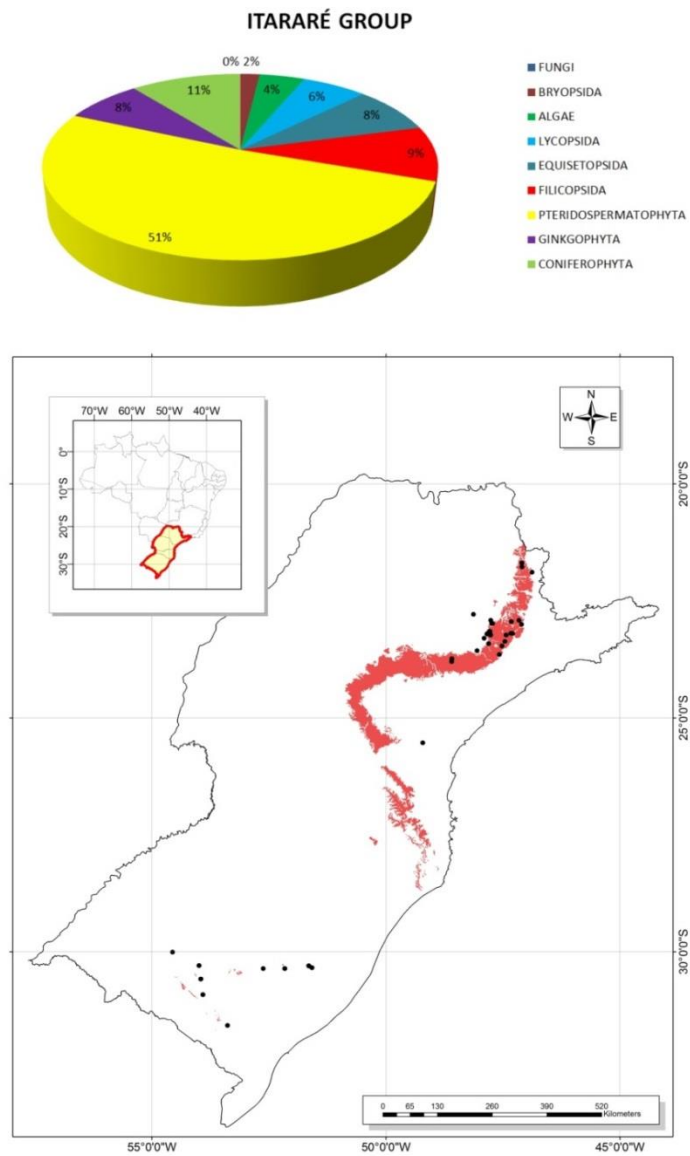 ITARARÉ GROUP
0% 2%
4%
6%
8%
9%
51%
8%
11%
FUNGI
BRYOPSIDA
ALGAE
LYCOPSIDA
EQUISETOPSIDA
FILICOPSIDA
PTERIDOSPERMATOPHYTA
GINKGOPHYTA
CONIFEROPHYTA
70°W 60°W 50°W 40°W
0°
10°S
20°S
30°S
N
W E
S
20°0'0"S
25°0'0"S
30°0'0"S
0 65 130 260 390 520
Kilometers
55°0'0"W 50°0'0"W 45°0'0"W